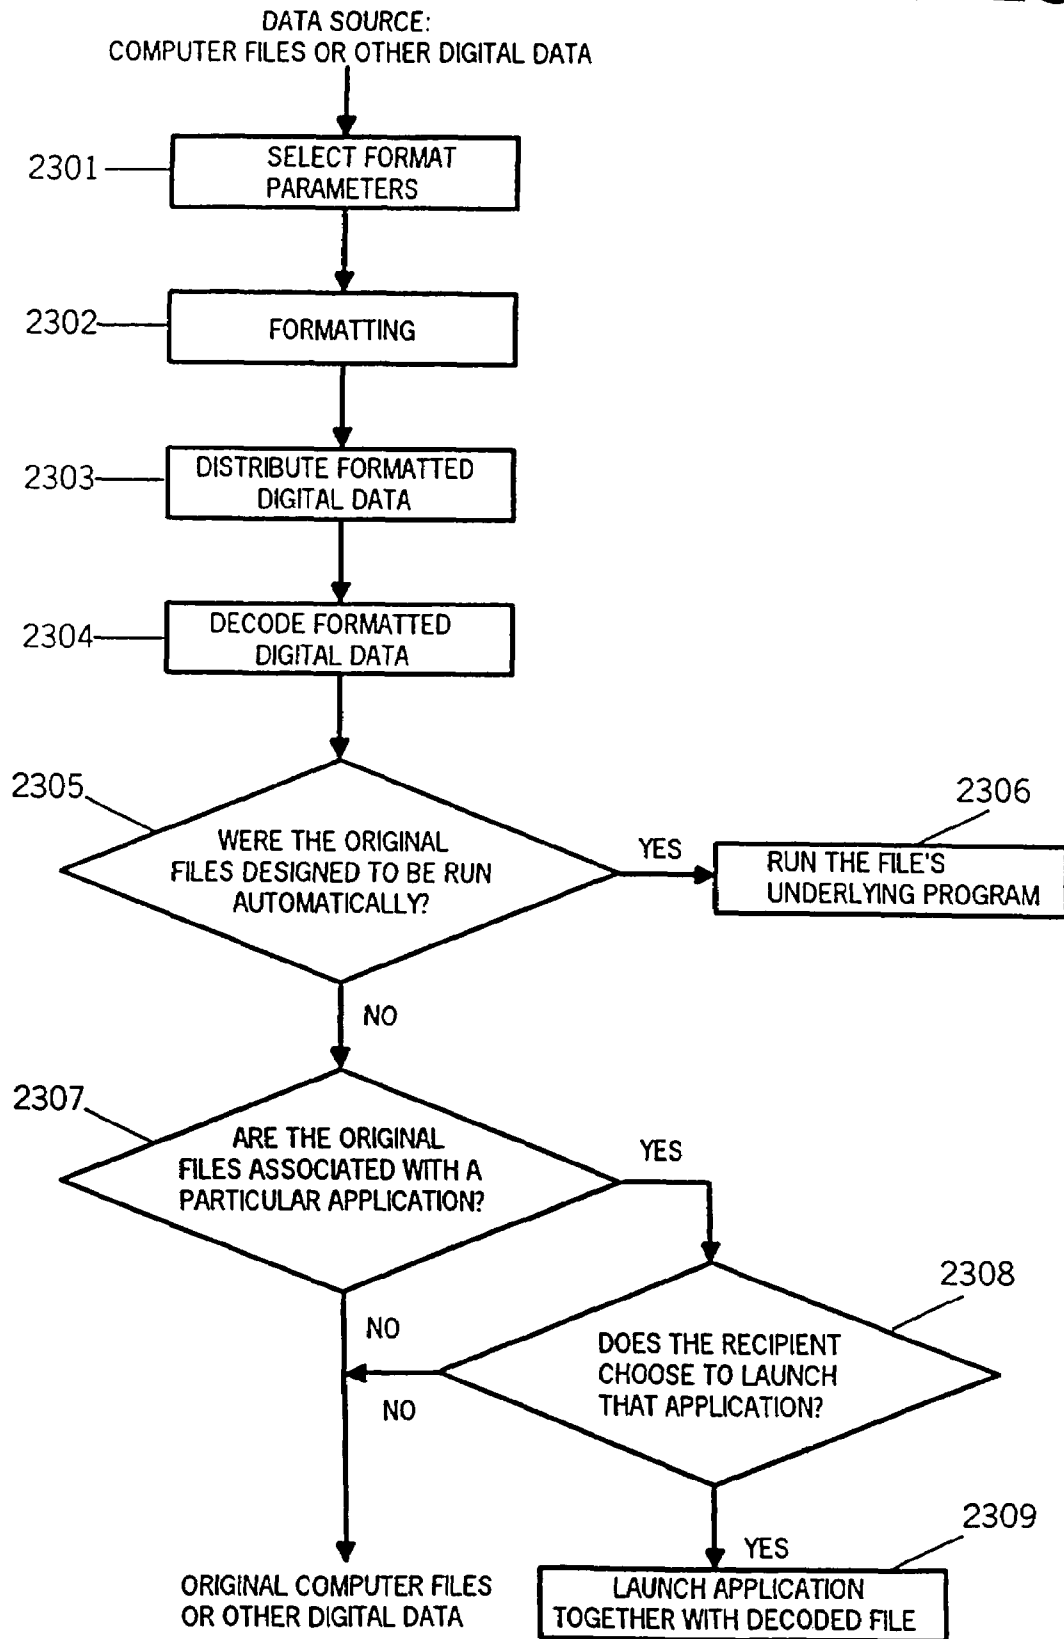 DATA SOURCE:
COMPUTER FILES OR OTHER DIGITAL DATA
2301
SELECT FORMAT
PARAMETERS
2302
FORMATTING
2303
DISTRIBUTE FORMATTED
DIGITAL DATA
2304
DECODE FORMATTED
DIGITAL DATA
2305
WERE THE ORIGINAL
FILES DESIGNED TO BE RUN
AUTOMATICALLY?
YES
2306
RUN THE FILE'S
UNDERLYING PROGRAM
NO
2307
ARE THE ORIGINAL
FILES ASSOCIATED WITH A
PARTICULAR APPLICATION?
YES
2308
DOES THE RECIPIENT
CHOOSE TO LAUNCH
THAT APPLICATION?
NO
NO
YES
2309
LAUNCH APPLICATION
TOGETHER WITH DECODED FILE
ORIGINAL COMPUTER FILES
OR OTHER DIGITAL DATA